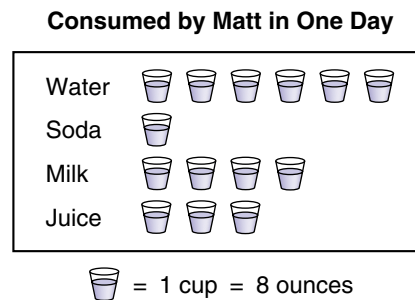 Consumed by Matt in One Day
Water
Soda
Milk
Juice
= 1 cup = 8 ounces